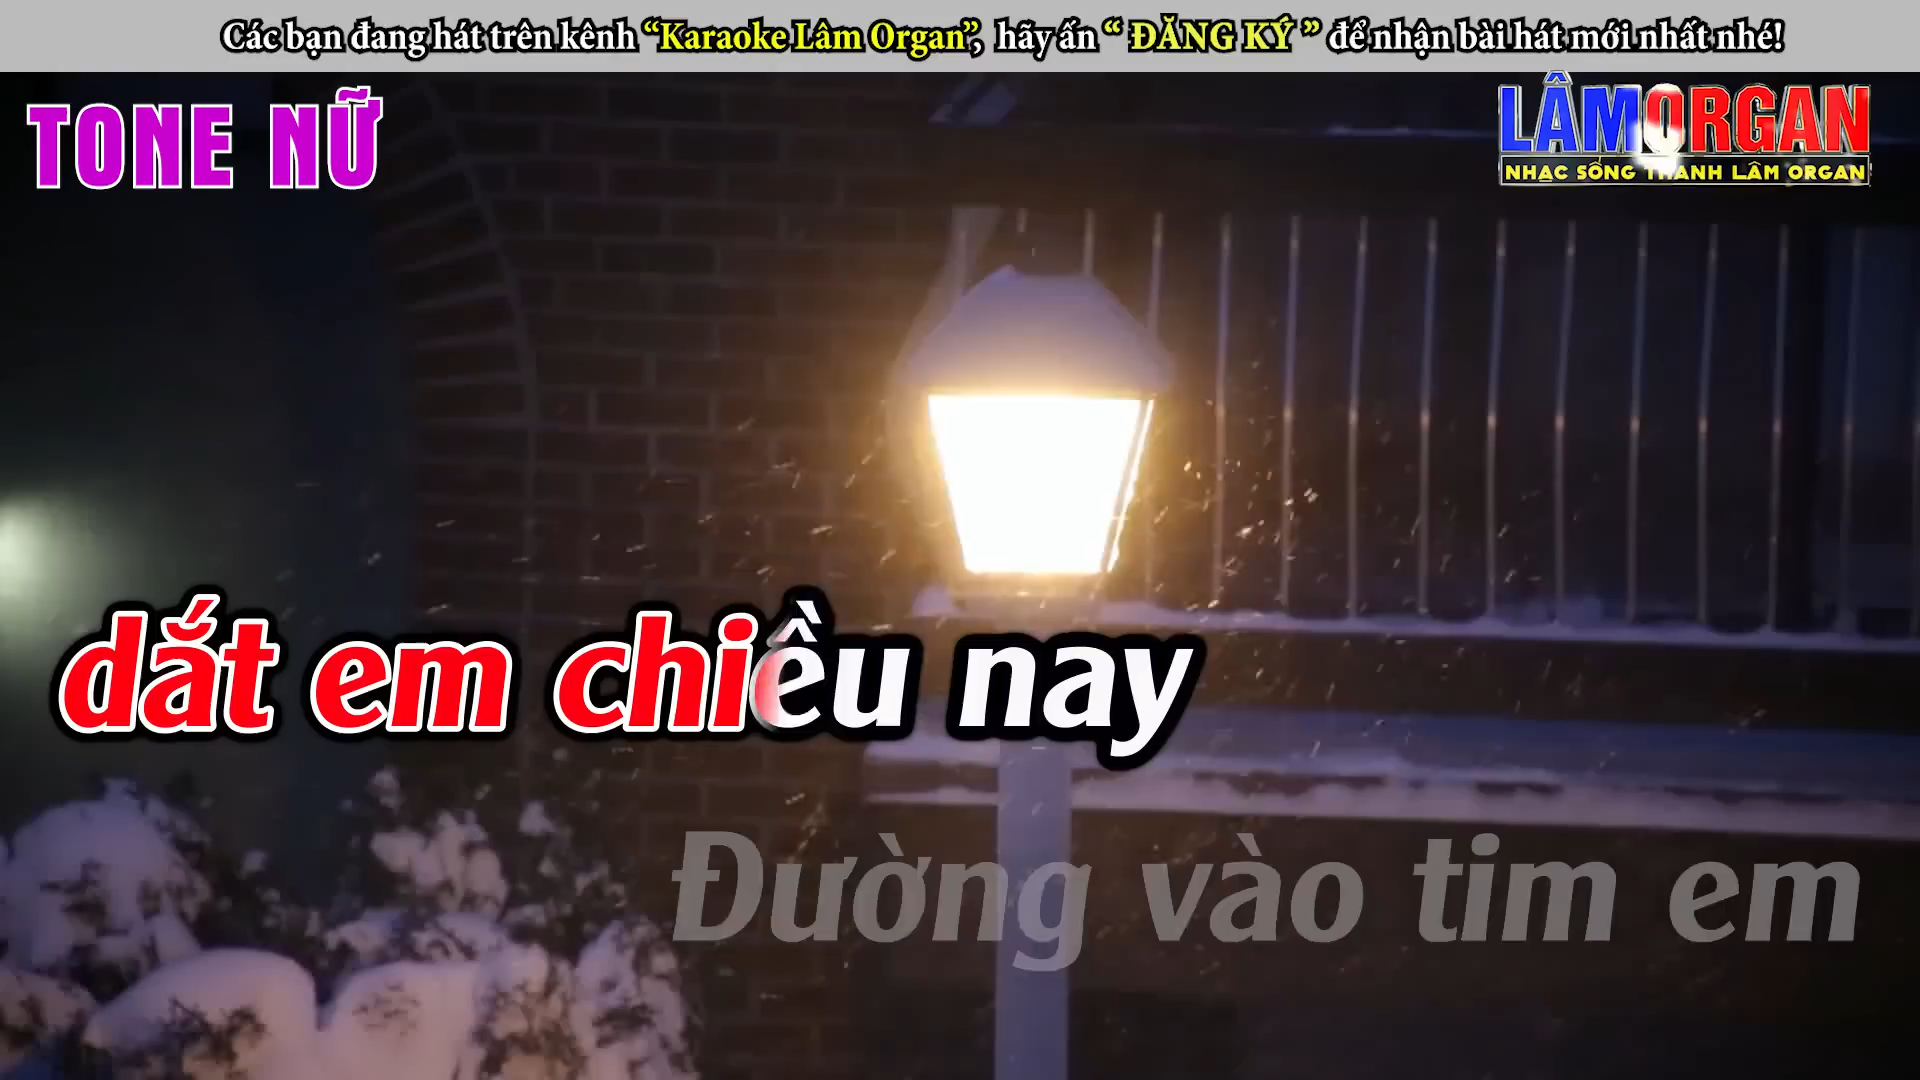 Các bạn đang hát trên kênh “Karaoke Lâm Organ”, hãy ấn “ ĐĂNG KÝ ” để nhận bài hát mới nhất nhé!
TONE NỮ
LÂMORGAN
NHẠC SỐNG THANH LÂM ORGAN
dắt em chiều nay
Đường vào tim em